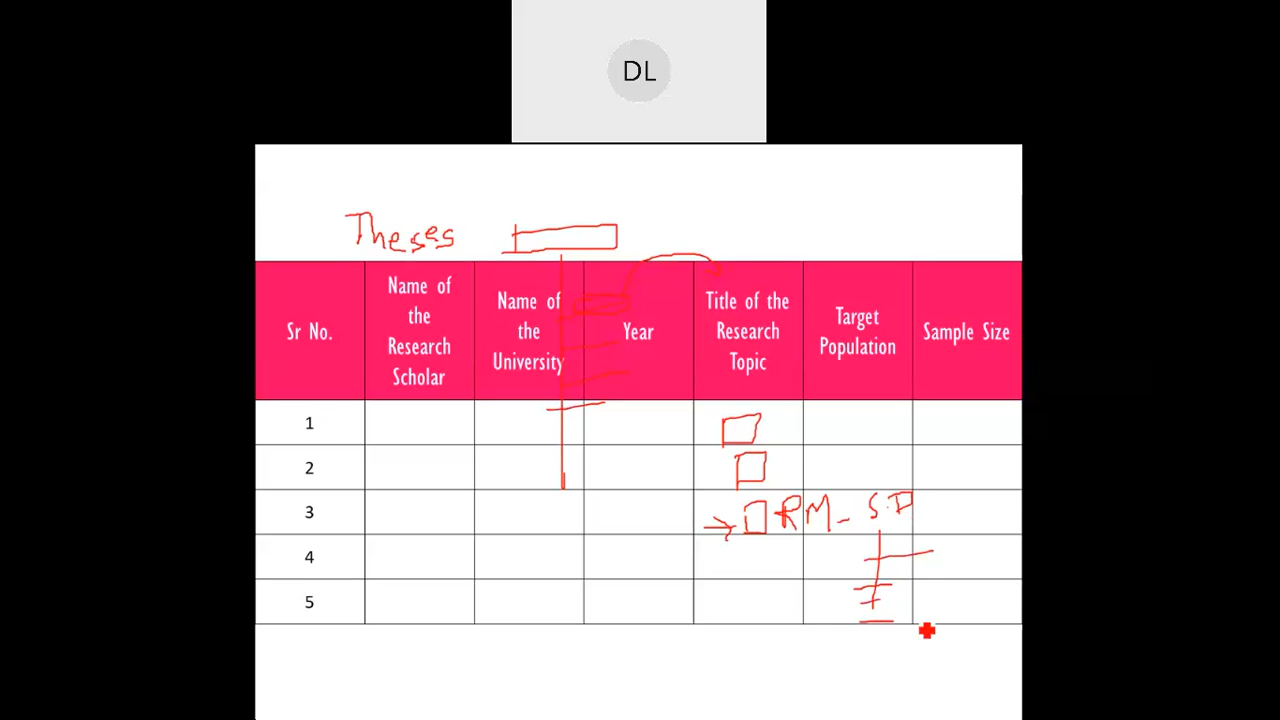 DL
Theses
Sr No.
Name of
the
Research
Scholar
Name of
the
University
Year
Title of the
Research
Topic
Target
Population
Sample Size
1
2
3
RM - SD
4
5